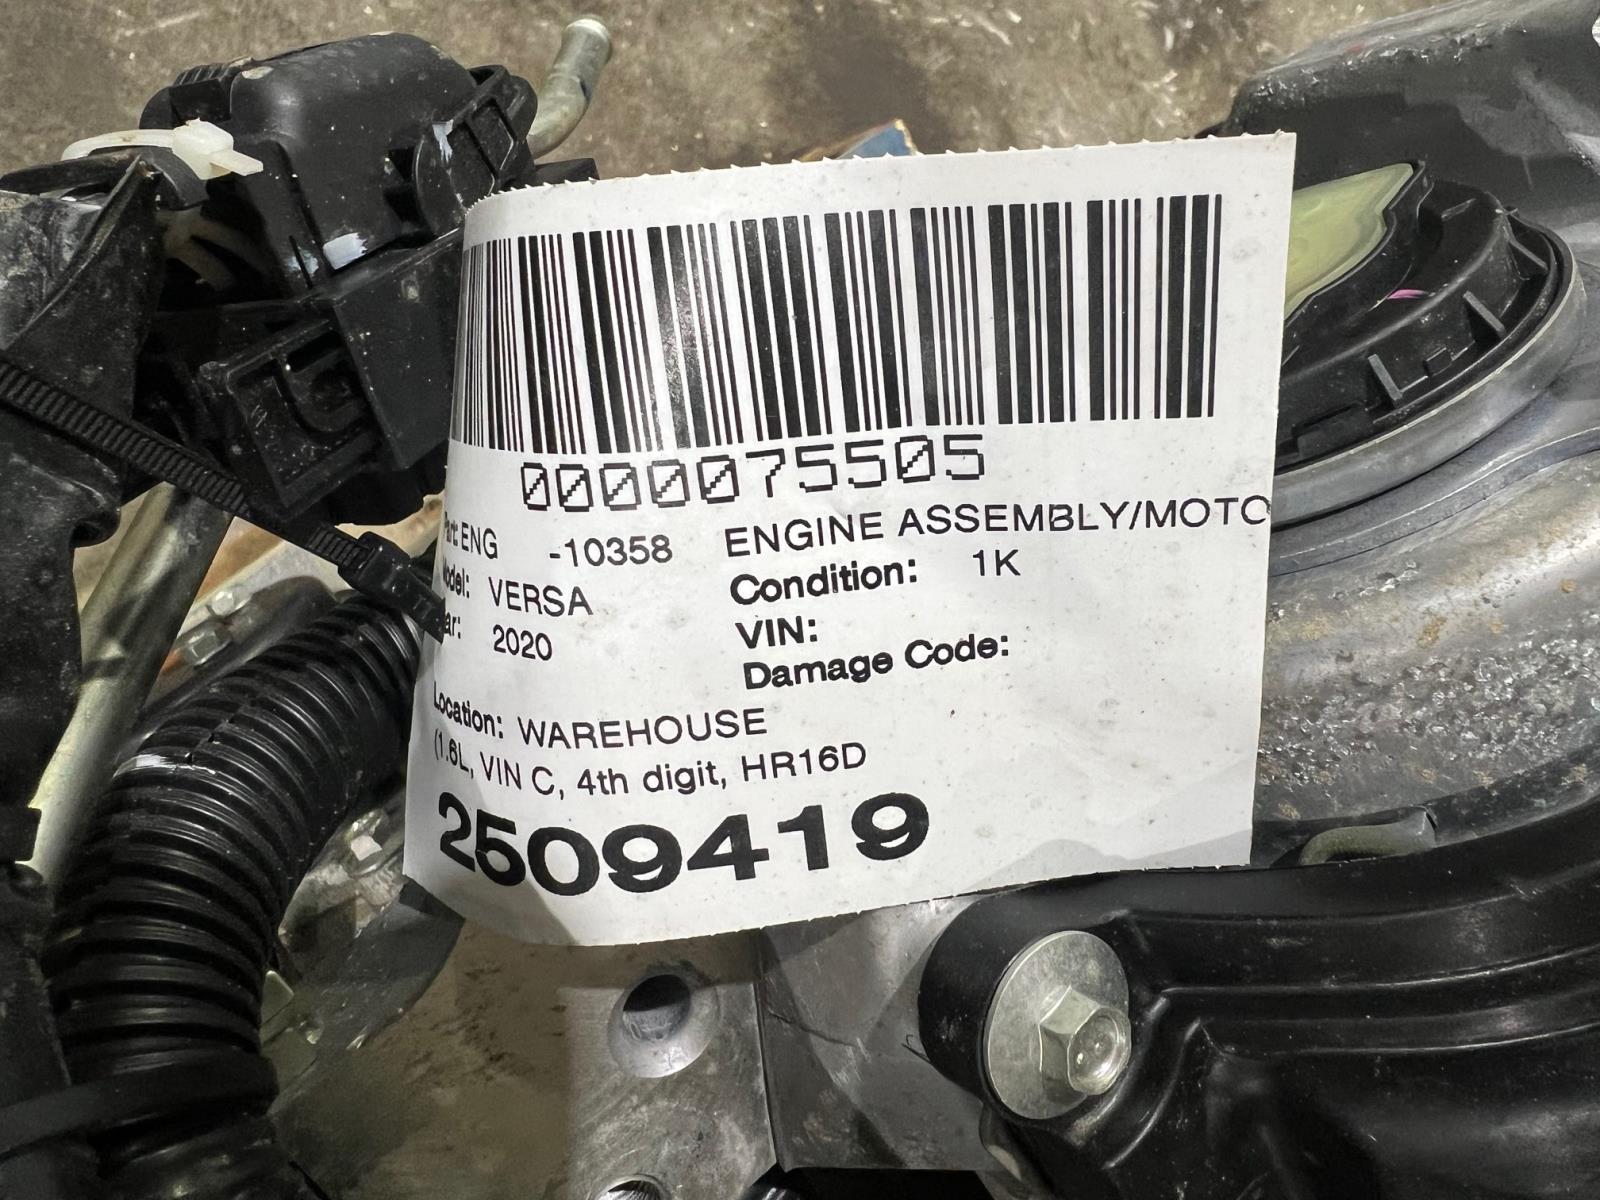 0000075505
Part: ENG -10358 ENGINE ASSEMBLY/MOTO
Model: VERSA Condition: 1K
ar: 2020 VIN:
Damage Code:
Location: WAREHOUSE
(1.6L, VIN C, 4th digit, HR16D
2509419